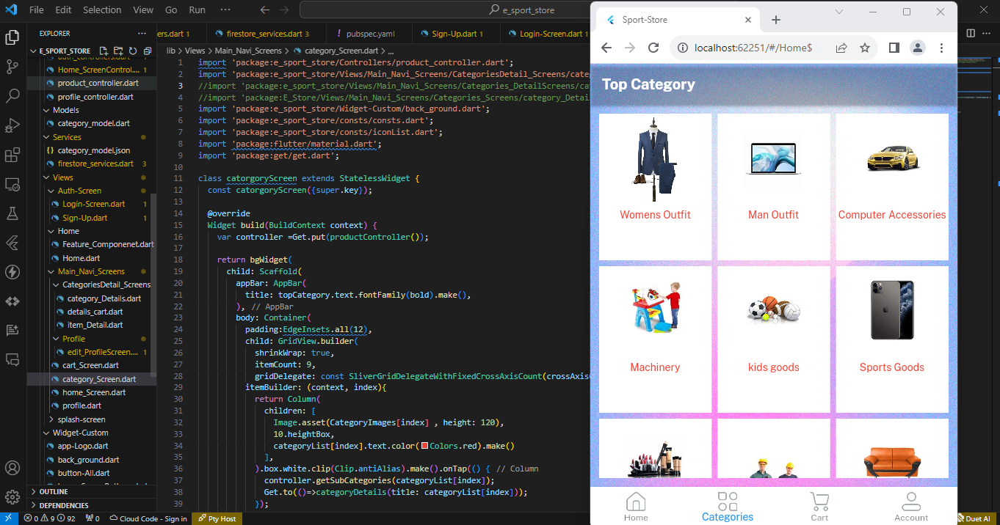 File Edit Selection View Go Run ··· e_sport_store
EXPLORER ···
E_SPORT_STORE
Home_ScreenControl.... 1
product_controller.dart
profile_controller.dart
Models
category_model.dart
Services
category_model.json
firestore_services.dart 3
Views
Auth-Screen
Login-Screen.dart 1
Sign-Up.dart 1
Home
Feature_Componenet.dart
Home.dart
Main_Navi_Screens
CategoriesDetail_Screens
category_Details.dart
details_cart.dart
item_Detail.dart
Profile
edit_ProfileScreen.... 1
cart_Screen.dart
category_Screen.dart
home_Screen.dart
profile.dart
splash-screen
Widget-Custom
app-Logo.dart
back_ground.dart
button-All.dart
OUTLINE
DEPENDENCIES
ers.dart 1 firestore_services.dart 3 pubspec.yaml Sign-Up.dart 1 Login-Screen.dart 1
lib > Views > Main_Navi_Screens > category_Screen.dart > ...
1 import 'package:e_sport_store/Controllers/product_controller.dart';
2 import 'package:e_sport_store/Views/Main_Navi_Screens/CategoriesDetail_Screens/cate
3 //import 'package:e_Sport_Store/Views/Main_Navi_Screens/Categories_DetailScreens/cat
4 //import 'package:E_Store/Views/Main_Navi_Screens/Categories_Screens/category_Detai
5 import 'package:e_sport_store/Widget-Custom/back_ground.dart';
6 import 'package:e_sport_store/consts/consts.dart';
7 import 'package:e_sport_store/consts/iconList.dart';
8 import 'package:flutter/material.dart';
9 import 'package:get/get.dart';
10
11 class catorgoryScreen extends StatelessWidget {
12 const catorgoryScreen({super.key});
13
14 @override
15 Widget build(BuildContext context) {
16 var controller =Get.put(productController());
17
18 return bgWidget(
19 child: Scaffold(
20 appBar: AppBar(
21 title: topCategory.text.fontFamily(bold).make(),
22 ), // AppBar
23 body: Container(
24 padding:EdgeInsets.all(12),
25 child: GridView.builder(
26 shrinkWrap: true,
27 itemCount: 9,
28 gridDelegate: const SliverGridDelegateWithFixedCrossAxisCount(crossAxis
29 itemBuilder: (context, index){
30 return Column(
31 children: [
32 Image.asset(CategoryImages[index] , height: 120),
33 10.heightBox,
34 categoryList[index].text.color(Colors.red).make()
35 ],
36 ).box.white.clip(Clip.antiAlias).make().onTap(() { // Column
37 controller.getSubCategories(categoryList[index]);
38 Get.to(()=>categoryDetails(title: categoryList[index]));
39 });
Sport-Store
localhost:62251/#/Home$
Top Category
Womens Outfit Man Outfit Computer Accessories
Machinery kids goods Sports Goods
Home Categories Cart Account
0 9 92 0 Cloud Code - Sign in Pty Host Duet AI